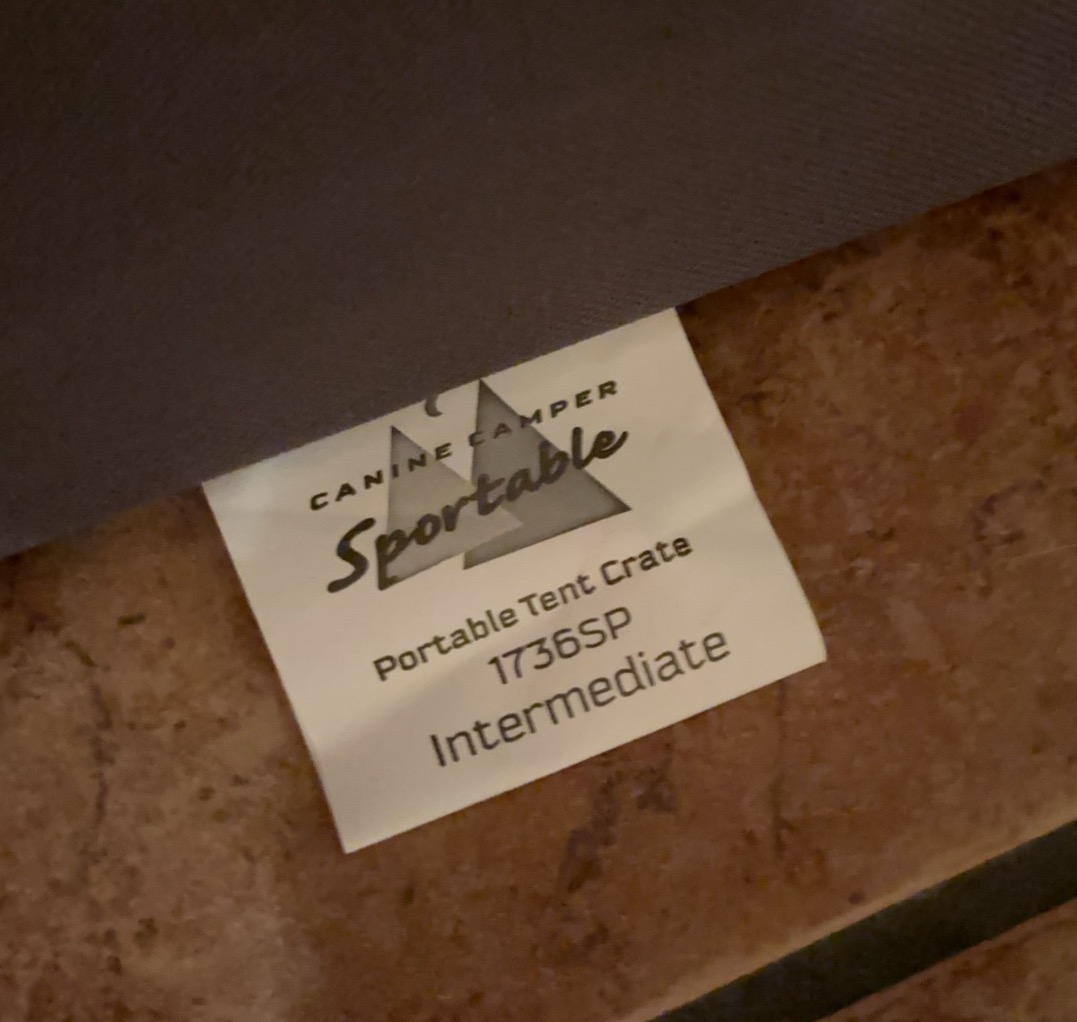 CANINE CAMPER
Sportable
Portable Tent Crate
1736SP
Intermediate